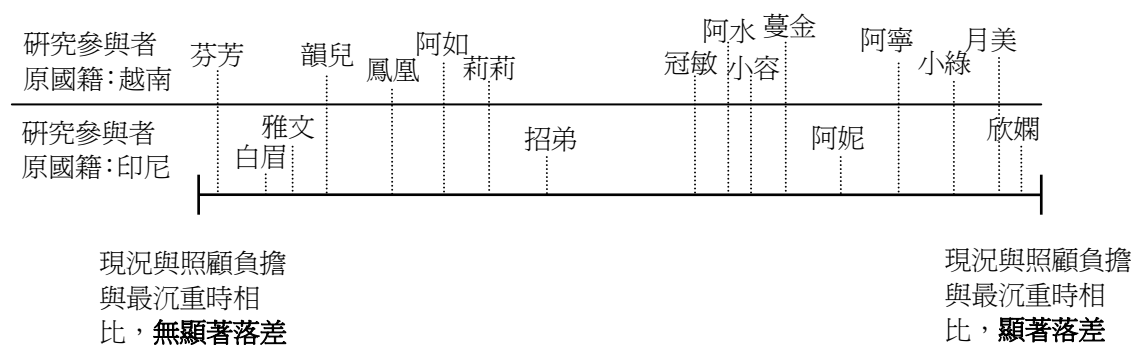 研究參與者
原國籍：越南
芬芳
韻兒
鳳凰
阿如
莉莉
冠敏
阿水
小容
蔓金
阿寧
小綠
月美
研究參與者
原國籍：印尼
白眉
雅文
招弟
阿妮
欣嫻
現況與照顧負擔
與最沉重時相
比，無顯著落差
現況與照顧負擔
與最沉重時相
比，顯著落差